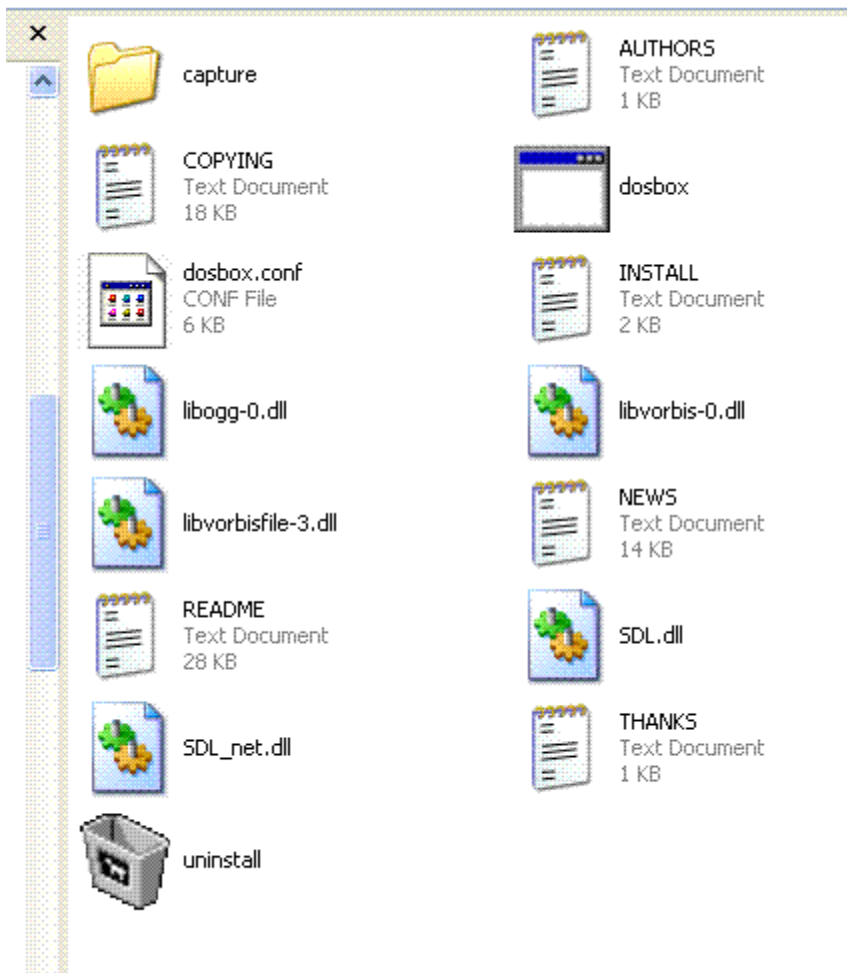 capture
AUTHORS
Text Document
1 KB
COPYING
Text Document
18 KB
dosbox
dosbox.conf
CONF File
6 KB
INSTALL
Text Document
2 KB
libogg-0.dll
libvorbis-0.dll
libvorbisfile-3.dll
NEWS
Text Document
14 KB
README
Text Document
28 KB
SDL.dll
SDL_net.dll
THANKS
Text Document
1 KB
uninstall